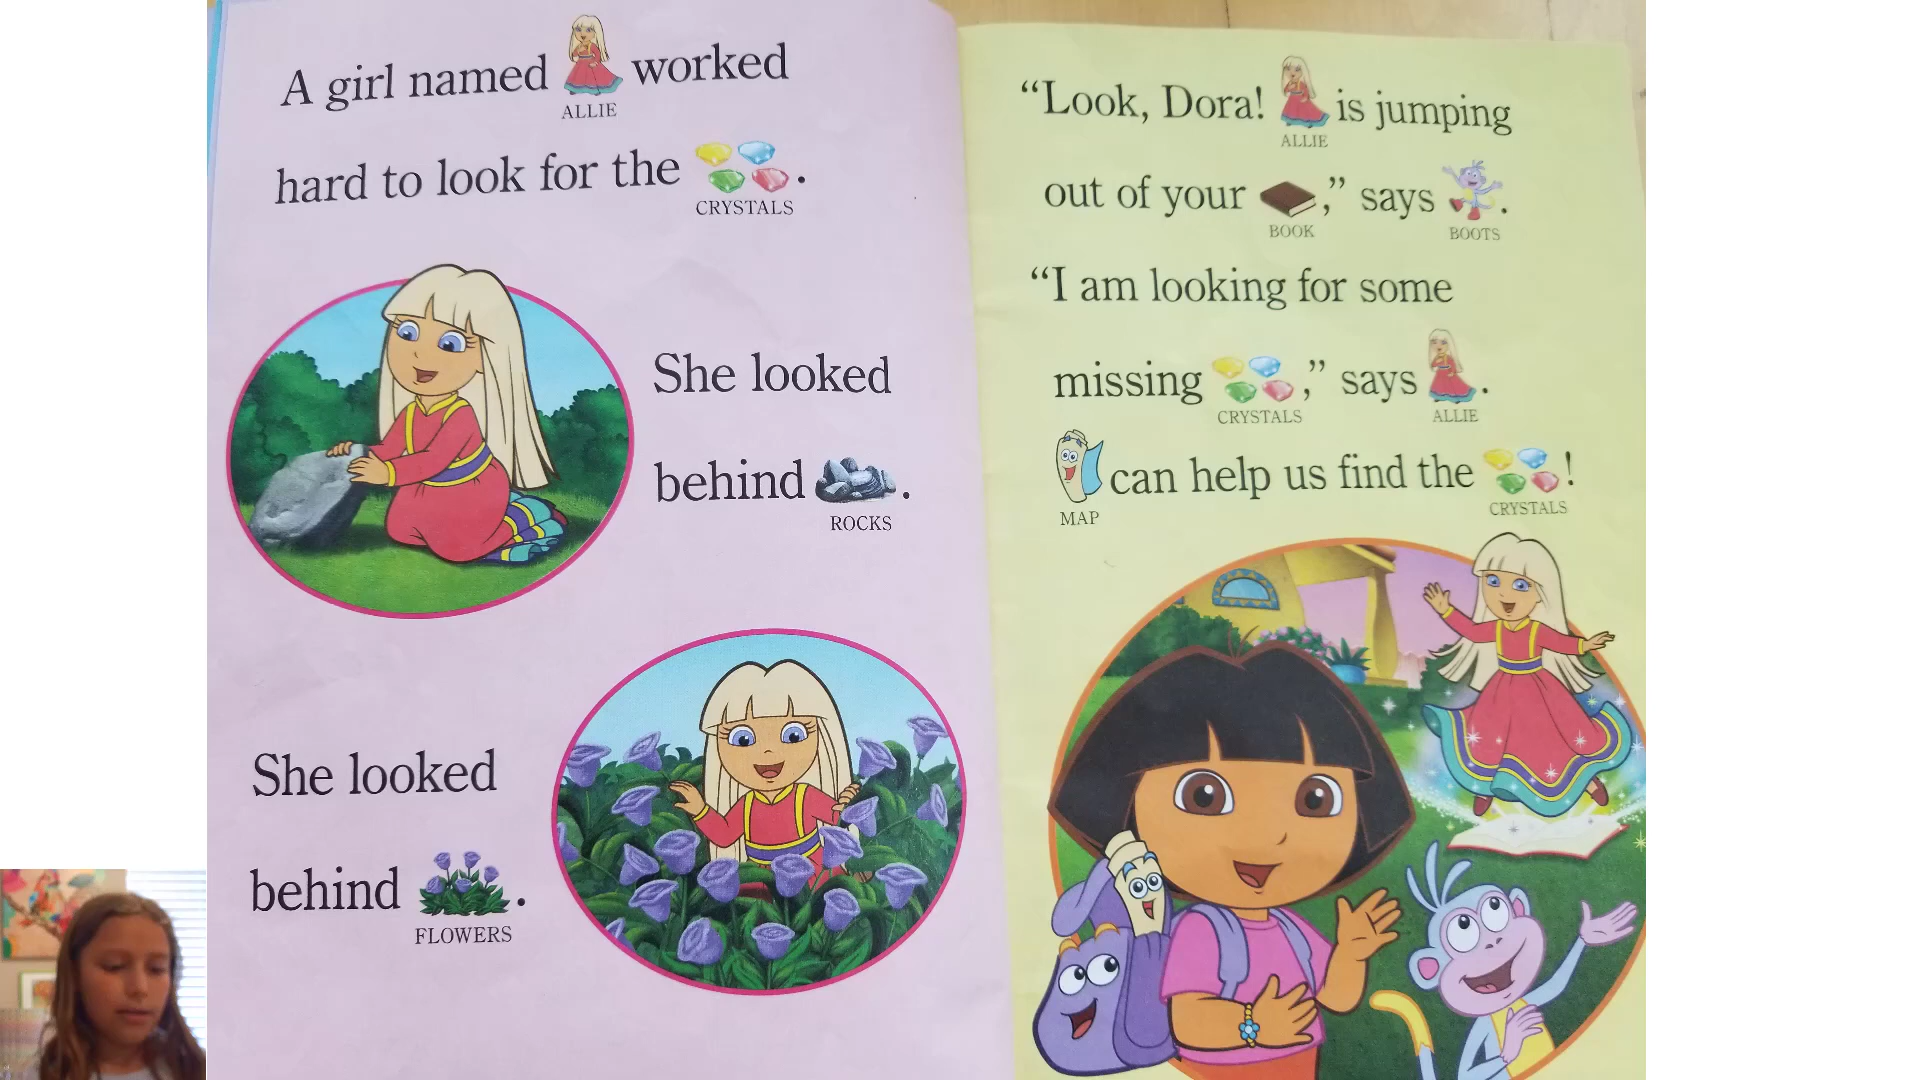 A girl named ALLIE worked
hard to look for the CRYSTALS.
She looked
behind ROCKS.
She looked
behind FLOWERS.
“Look, Dora! ALLIE is jumping
out of your BOOK,” says BOOTS.
“I am looking for some
missing CRYSTALS,” says ALLIE.
MAP can help us find the CRYSTALS!